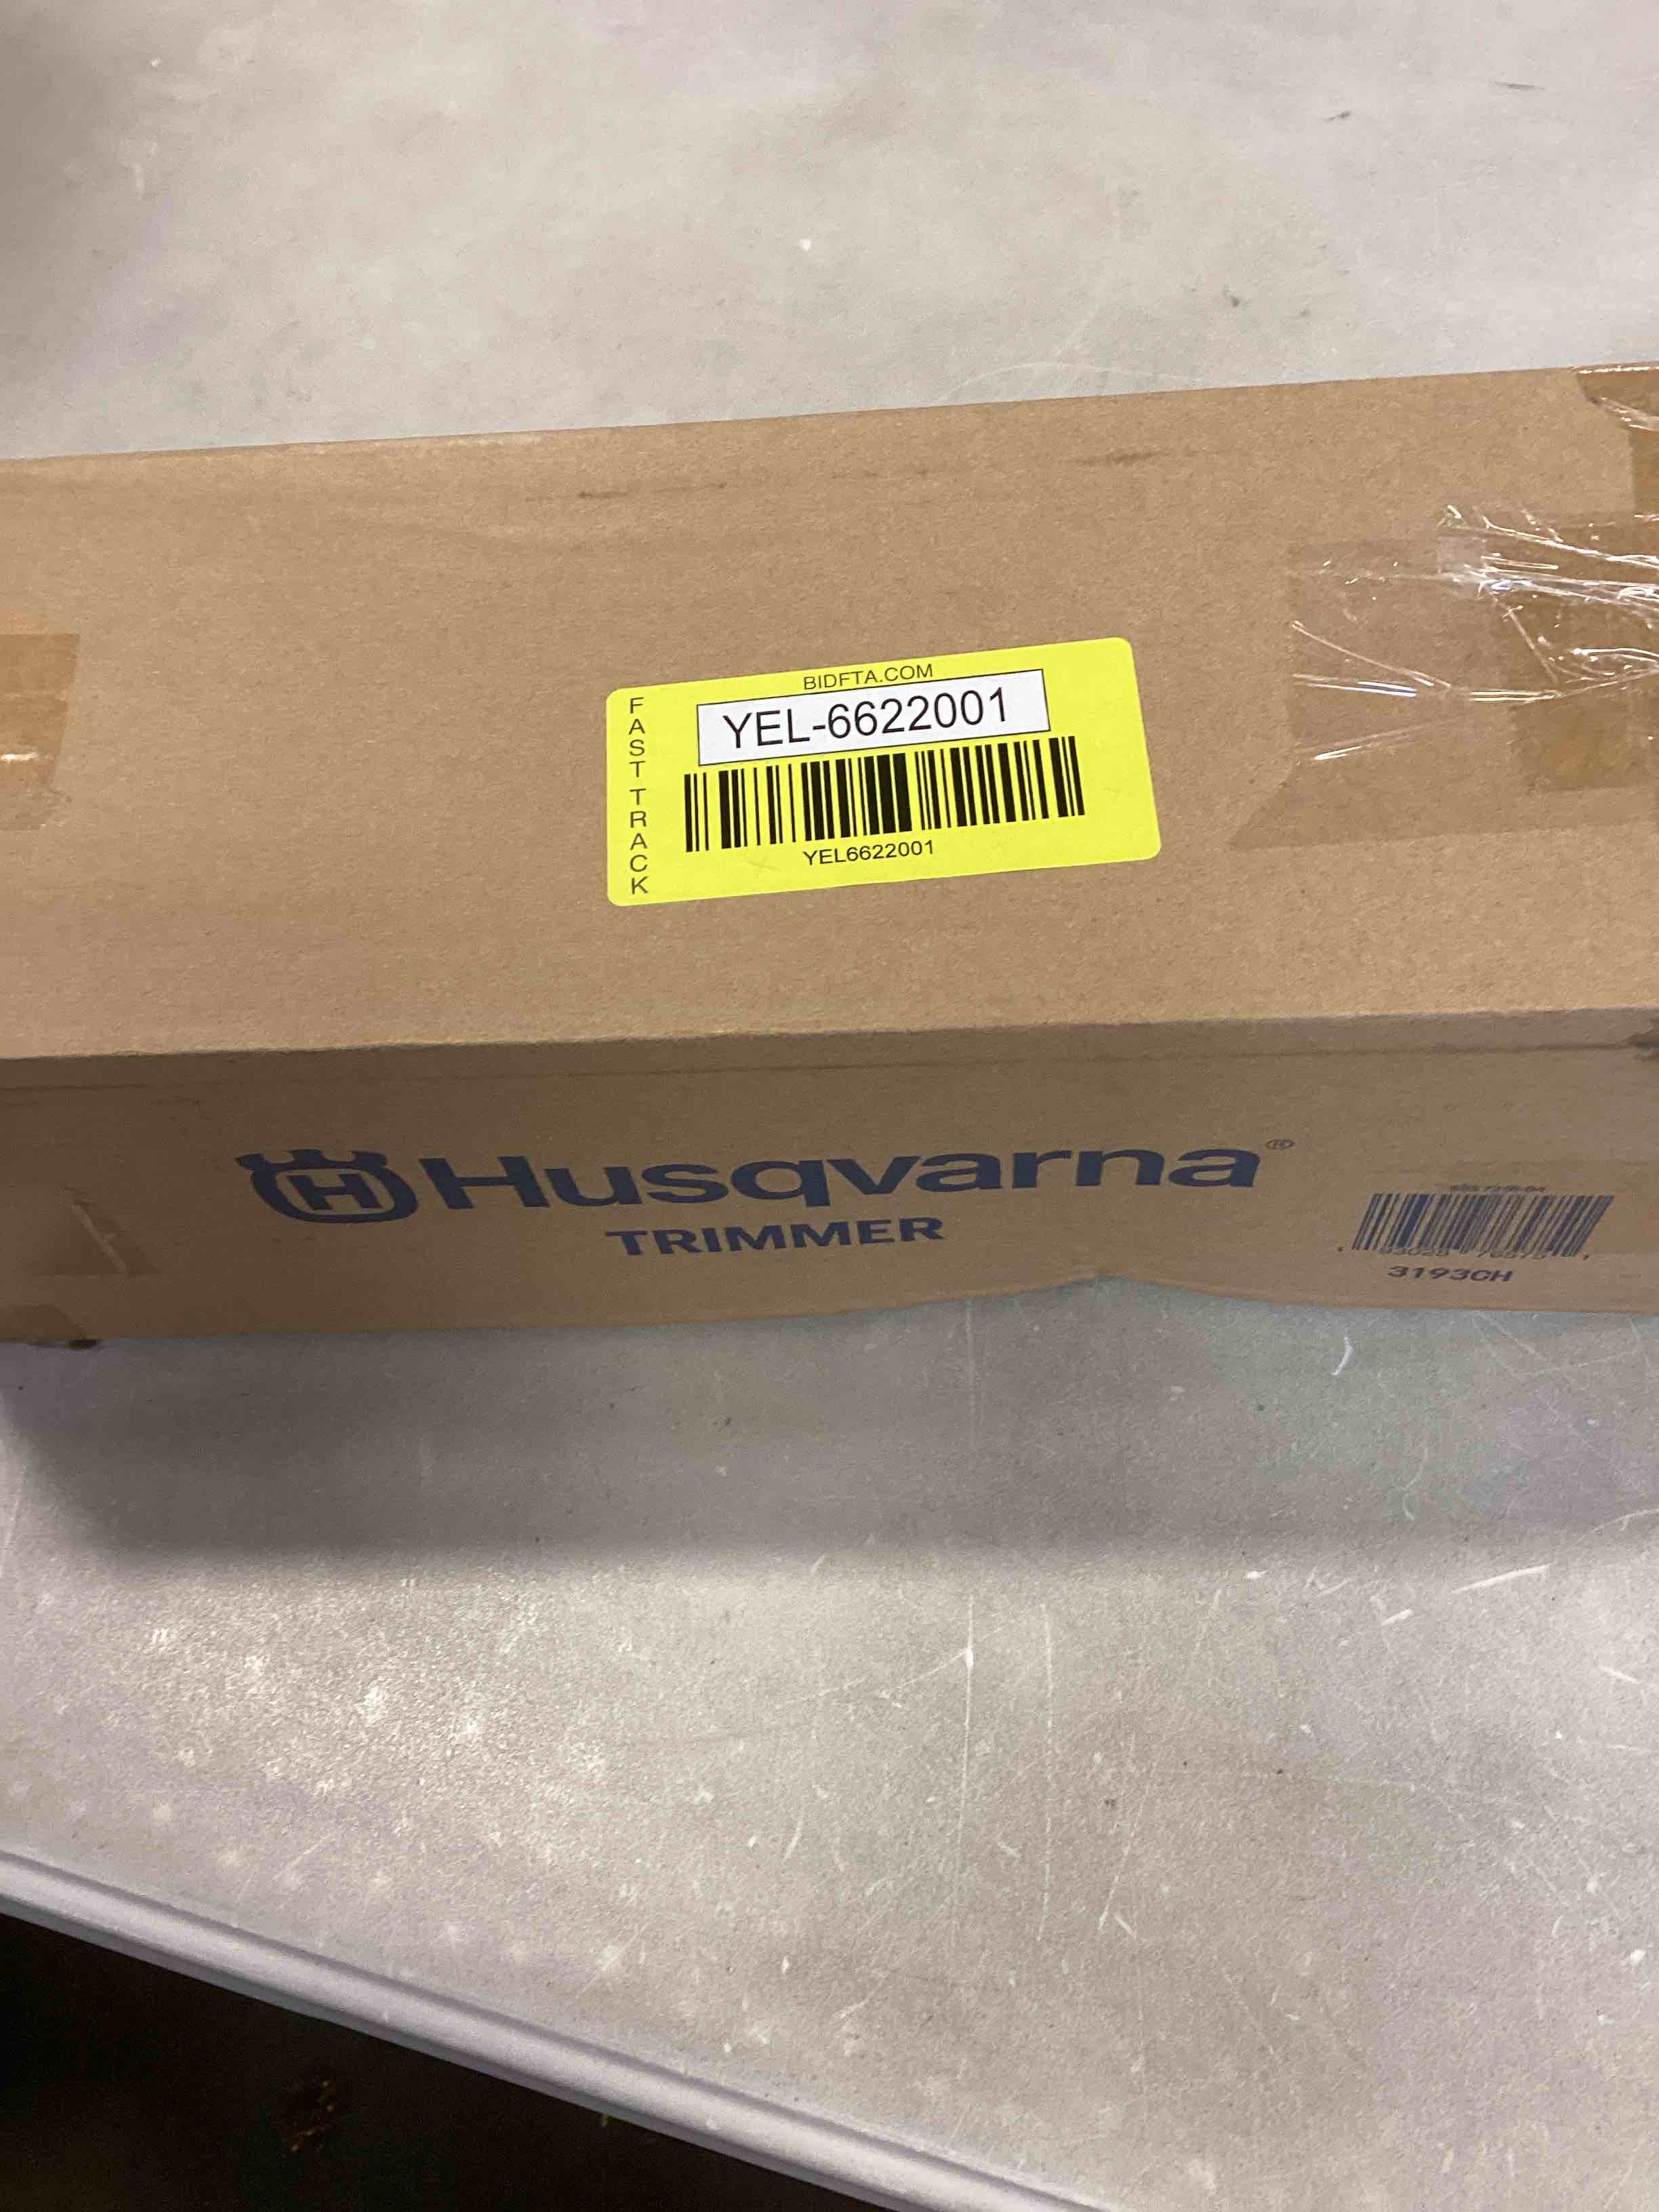 BIDFTA.COM
FAST TRACK
YEL-6622001
YEL6622001
H Husqvarna®
TRIMMER
3193CH